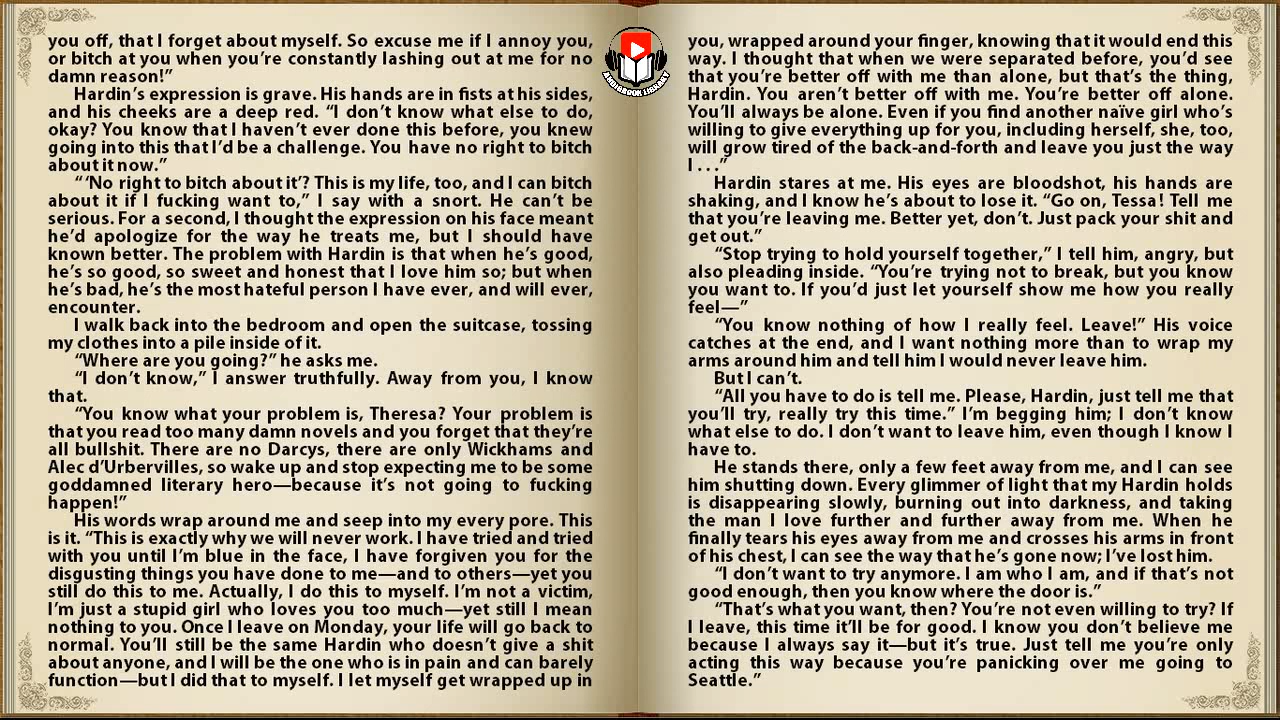 you off, that I forget about myself. So excuse me if I annoy you,
or bitch at you when you’re constantly lashing out at me for no
damn reason!”
Hardin’s expression is grave. His hands are in fists at his sides,
and his cheeks are a deep red. “I don’t know what else to do,
okay? You know that I haven’t ever done this before, you knew
going into this that I’d be a challenge. You have no right to bitch
about it now.”
“ ‘No right to bitch about it’? This is my life, too, and I can bitch
about it if I fucking want to,” I say with a snort. He can’t be
serious. For a second, I thought the expression on his face meant
he’d apologize for the way he treats me, but I should have
known better. The problem with Hardin is that when he’s good,
he’s so good, so sweet and honest that I love him so; but when
he’s bad, he’s the most hateful person I have ever, and will ever,
encounter.
I walk back into the bedroom and open the suitcase, tossing
my clothes into a pile inside of it.
“Where are you going?” he asks me.
“I don’t know,” I answer truthfully. Away from you, I know
that.
“You know what your problem is, Theresa? Your problem is
that you read too many damn novels and you forget that they’re
all bullshit. There are no Darcys, there are only Wickhams and
Alec d’Urbervilles, so wake up and stop expecting me to be some
goddamned literary hero—because it’s not going to fucking
happen!”
His words wrap around me and seep into my every pore. This
is it. “This is exactly why we will never work. I have tried and tried
with you until I’m blue in the face, I have forgiven you for the
disgusting things you have done to me—and to others—yet you
still do this to me. Actually, I do this to myself. I’m not a victim,
I’m just a stupid girl who loves you too much—yet still I mean
nothing to you. Once I leave on Monday, your life will go back to
normal. You’ll still be the same Hardin who doesn’t give a shit
about anyone, and I will be the one who is in pain and can barely
function—but I did that to myself. I let myself get wrapped up in
AUDIOBOOK LIBRARY
you, wrapped around your finger, knowing that it would end this
way. I thought that when we were separated before, you’d see
that you’re better off with me than alone, but that’s the thing,
Hardin. You aren’t better off with me. You’re better off alone.
You’ll always be alone. Even if you find another naïve girl who’s
willing to give everything up for you, including herself, she, too,
will grow tired of the back-and-forth and leave you just the way
I . . .”
Hardin stares at me. His eyes are bloodshot, his hands are
shaking, and I know he’s about to lose it. “Go on, Tessa! Tell me
that you’re leaving me. Better yet, don’t. Just pack your shit and
get out.”
“Stop trying to hold yourself together,” I tell him, angry, but
also pleading inside. “You’re trying not to break, but you know
you want to. If you’d just let yourself show me how you really
feel—”
“You know nothing of how I really feel. Leave!” His voice
catches at the end, and I want nothing more than to wrap my
arms around him and tell him I would never leave him.
But I can’t.
“All you have to do is tell me. Please, Hardin, just tell me that
you’ll try, really try this time.” I’m begging him; I don’t know
what else to do. I don’t want to leave him, even though I know I
have to.
He stands there, only a few feet away from me, and I can see
him shutting down. Every glimmer of light that my Hardin holds
is disappearing slowly, burning out into darkness, and taking
the man I love further and further away from me. When he
finally tears his eyes away from me and crosses his arms in front
of his chest, I can see the way that he’s gone now; I’ve lost him.
“I don’t want to try anymore. I am who I am, and if that’s not
good enough, then you know where the door is.”
“That’s what you want, then? You’re not even willing to try? If
I leave, this time it’ll be for good. I know you don’t believe me
because I always say it—but it’s true. Just tell me you’re only
acting this way because you’re panicking over me going to
Seattle.”